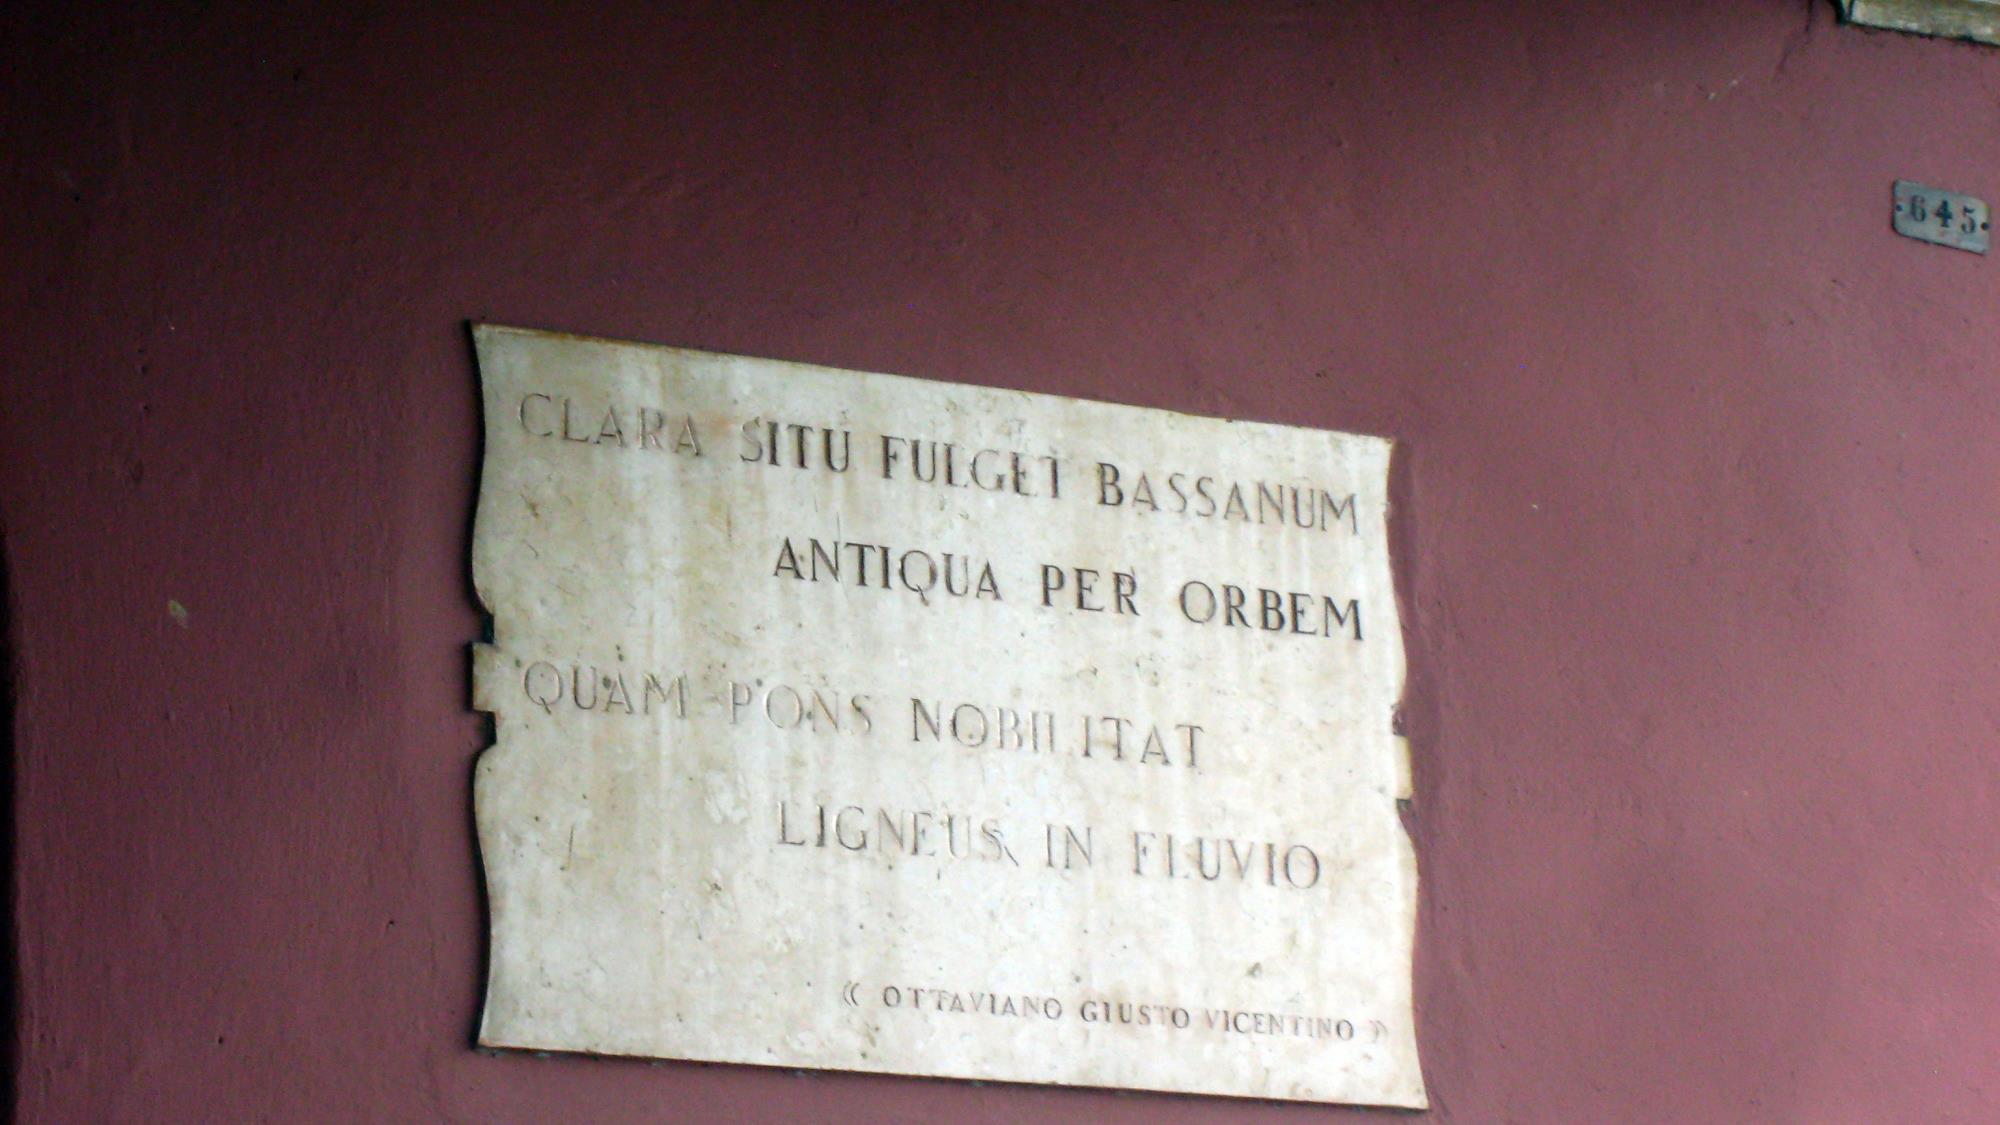 645
CLARA SITU FULGET BASSANUM
ANTIQUA PER ORBEM
QUAM PONS NOBILITAT
LIGNEUS IN FLUVIO
« OTTAVIANO GIUSTO VICENTINO »